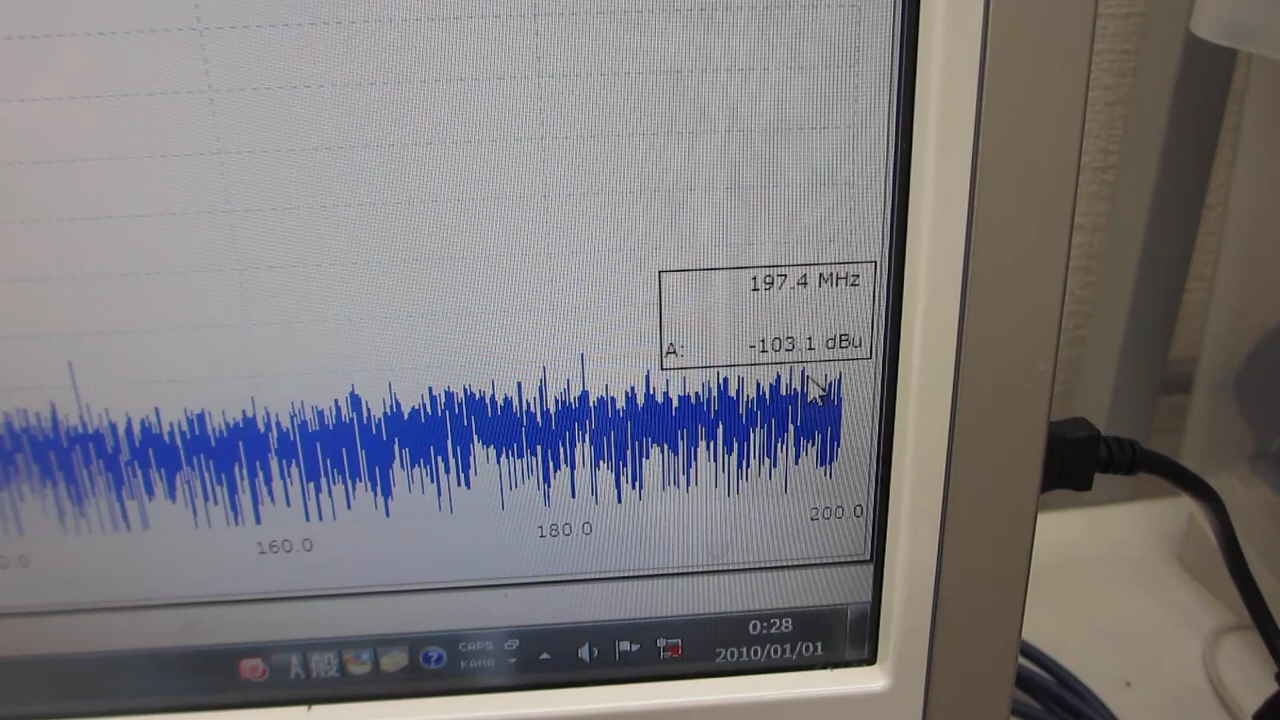 197.4 MHz
A: -103.1 dBu
160.0 180.0 200.0
A 般 CAPS
KANA
0:28
2010/01/01